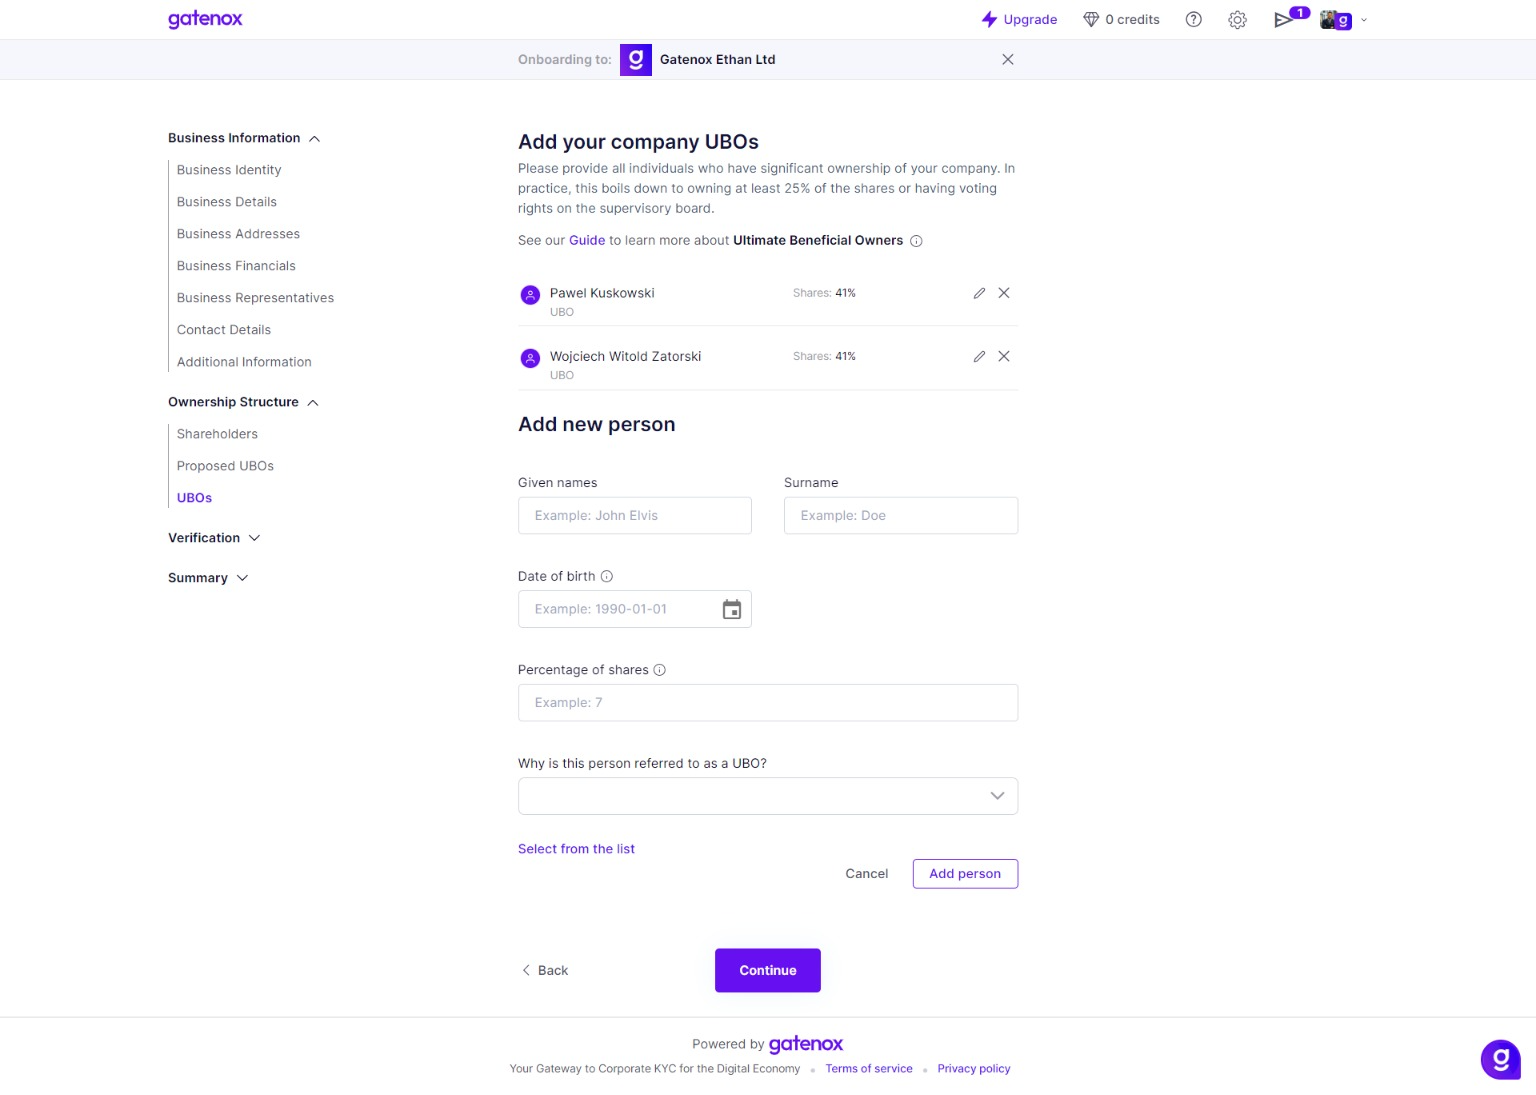 gatenox
Upgrade
0 credits
1
g
Onboarding to:
g
Gatenox Ethan Ltd
Business Information
Business Identity
Business Details
Business Addresses
Business Financials
Business Representatives
Contact Details
Additional Information
Ownership Structure
Shareholders
Proposed UBOs
UBOs
Verification
Summary
Add your company UBOs
Please provide all individuals who have significant ownership of your company. In
practice, this boils down to owning at least 25% of the shares or having voting
rights on the supervisory board.
See our Guide to learn more about Ultimate Beneficial Owners
Pawel Kuskowski
Shares: 41%
UBO
Wojciech Witold Zatorski
Shares: 41%
UBO
Add new person
Given names
Surname
Example: John Elvis
Example: Doe
Date of birth
Example: 1990-01-01
Percentage of shares
Example: 7
Why is this person referred to as a UBO?
Select from the list
Cancel
Add person
Back
Continue
Powered by gatenox
Your Gateway to Corporate KYC for the Digital Economy
Terms of service
Privacy policy
g